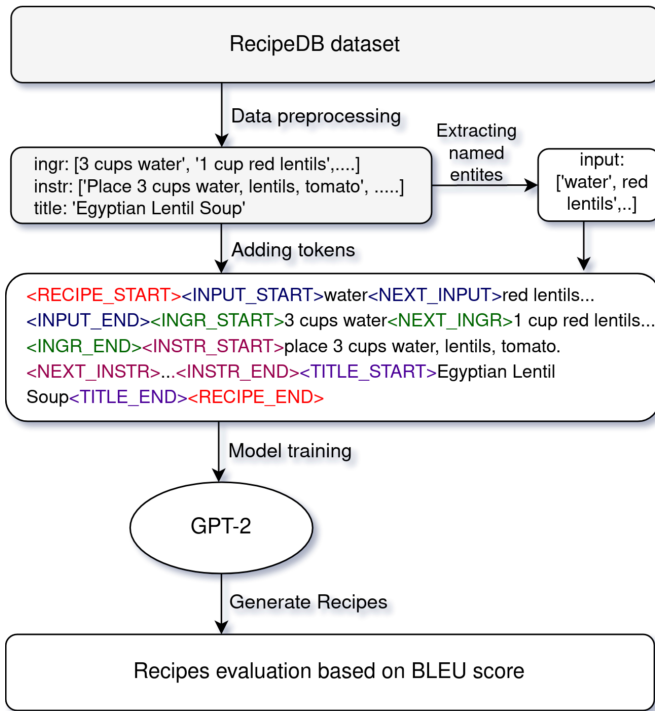 RecipeDB dataset
Data preprocessing
ingr: [3 cups water', '1 cup red lentils',....]
instr: ['Place 3 cups water, lentils, tomato', .....]
title: 'Egyptian Lentil Soup'
Extracting
named
entites
input:
['water', red
lentils',..]
Adding tokens
<RECIPE_START><INPUT_START>water<NEXT_INPUT>red lentils...
<INPUT_END><INGR_START>3 cups water<NEXT_INGR>1 cup red lentils...
<INGR_END><INSTR_START>place 3 cups water, lentils, tomato.
<NEXT_INSTR>...<INSTR_END><TITLE_START>Egyptian Lentil
Soup<TITLE_END><RECIPE_END>
Model training
GPT-2
Generate Recipes
Recipes evaluation based on BLEU score